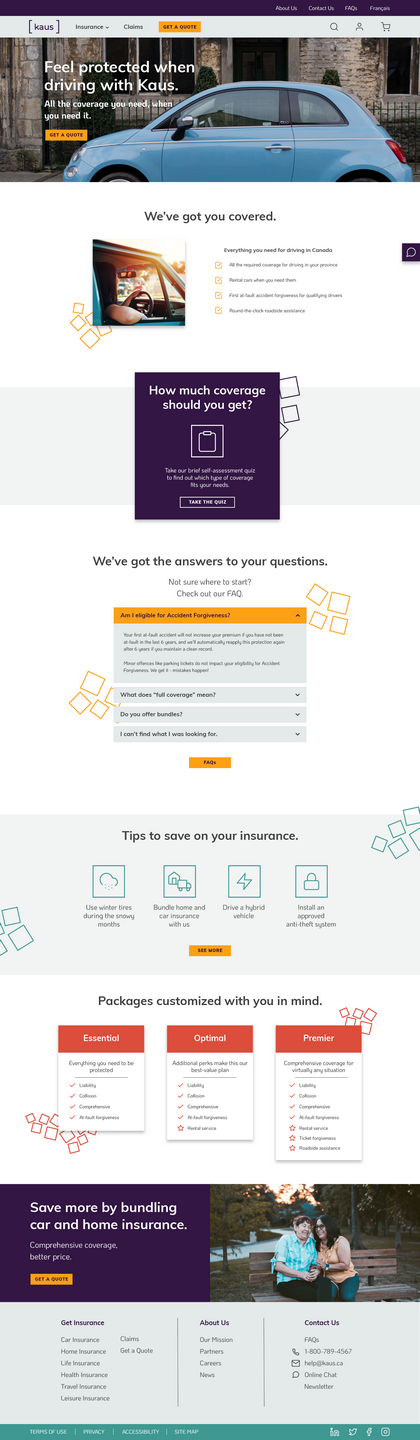 About Us Contact Us FAQs Français
[kaus] Insurance Claims GET A QUOTE
Feel protected when
driving with Kaus.
All the coverage you need, when
you need it.
GET A QUOTE
We've got you covered.
Everything you need for driving in Canada
All the required coverage for driving in your province
Rental cars when you need them
First at-fault accident forgiveness for qualifying drivers
Round-the-clock roadside assistance
How much coverage
should you get?
Take our brief self-assessment quiz
to find out which type of coverage
fits your needs.
TAKE THE QUIZ
We've got the answers to your questions.
Not sure where to start?
Check out our FAQ.
Am I eligible for Accident Forgiveness?
Your first at-fault accident will not increase your premium if you have not been
at-fault in the last 6 years, and we'll automatically reapply this protection again
after 6 years if you maintain a clean record.
Minor offences like parking tickets do not impact your eligibility for Accident
Forgiveness. We get it - mistakes happen!
What does "full coverage" mean?
Do you offer bundles?
I can't find what I was looking for.
FAQs
Tips to save on your insurance.
Use winter tires
during the snowy
months
Bundle home and
car insurance
with us
Drive a hybrid
vehicle
Install an
approved
anti-theft system
SEE MORE
Packages customized with you in mind.
Essential
Everything you need to be
protected
Liability
Collision
Comprehensive
At-fault forgiveness
Optimal
Additional perks make this our
best-value plan
Liability
Collision
Comprehensive
At-fault forgiveness
Rental service
Premier
Comprehensive coverage for
virtually any situation
Liability
Collision
Comprehensive
At-fault forgiveness
Rental service
Ticket forgiveness
Roadside assistance
Save more by bundling
car and home insurance.
Comprehensive coverage,
better price.
GET A QUOTE
Get Insurance
Car Insurance
Home Insurance
Life Insurance
Health Insurance
Travel Insurance
Leisure Insurance
Claims
Get a Quote
About Us
Our Mission
Partners
Careers
News
Contact Us
FAQs
1-800-789-4567
help@kaus.ca
Online Chat
Newsletter
TERMS OF USE | PRIVACY | ACCESSIBILITY | SITE MAP